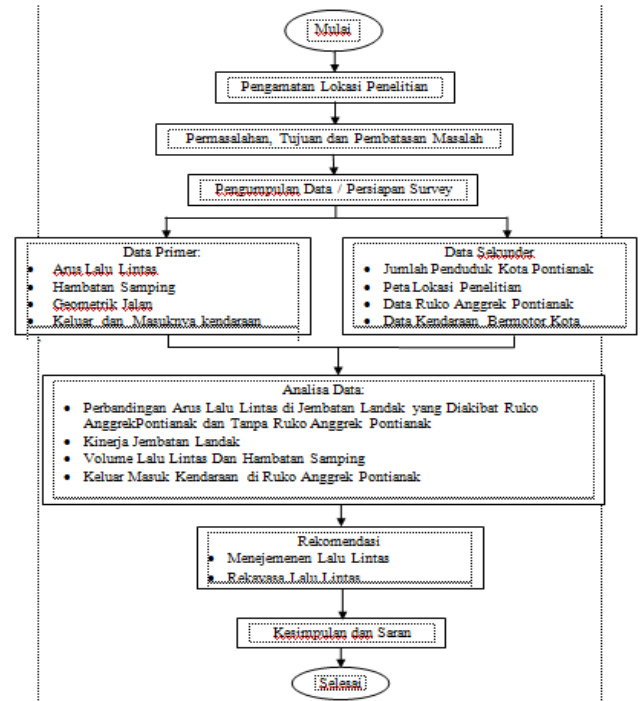 Mulai
Pengamatan Lokasi Penelitian
Permasalahan, Tujuan dan Pembatasan Masalah
Pengumpulan Data / Persiapan Survey
Data Primer:
• Arus Lalu Lintas
• Hambatan Samping
• Geometrik Jalan
• Keluar dan Masuknya kendaraan
Data Sekunder
• Jumlah Penduduk Kota Pontianak
• Peta Lokasi Penelitian
• Data Ruko Anggrek Pontianak
• Data Kendaraan Bermotor Kota
Analisa Data:
• Perbandingan Arus Lalu Lintas di Jembatan Landak yang Diakibat Ruko
AnggrekPontianak dan Tanpa Ruko Anggrek Pontianak
• Kinerja Jembatan Landak
• Volume Lalu Lintas Dan Hambatan Samping
• Keluar Masuk Kendaraan di Ruko Anggrek Pontianak
Rekomendasi
• Menejemenen Lalu Lintas
• Rekayasa Lalu Lintas
Kesimpulan dan Saran
Selesai